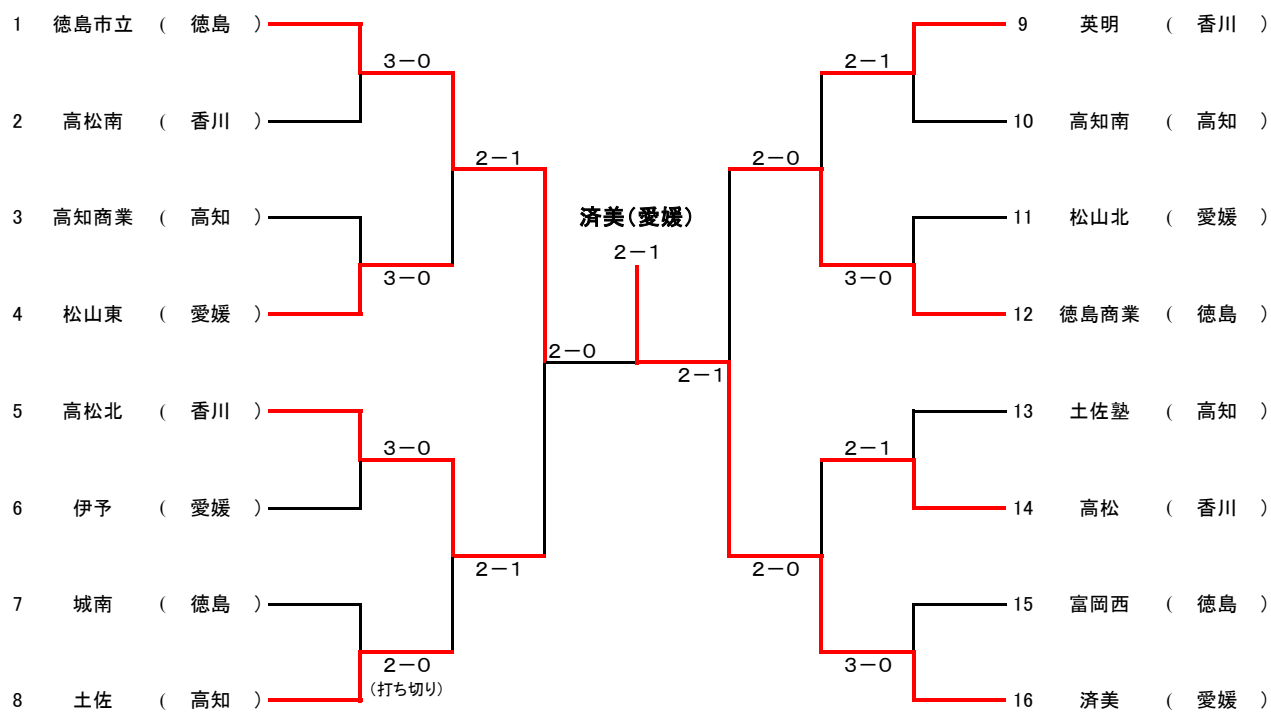 1 徳島市立 ( 徳島 )
3-0
2 高松南 ( 香川 )
2-1
3 高知商業 ( 高知 )
3-0
4 松山東 ( 愛媛 )
2-0
5 高松北 ( 香川 )
3-0
6 伊予 ( 愛媛 )
2-1
7 城南 ( 徳島 )
2-0
(打ち切り)
8 土佐 ( 高知 )
済美(愛媛)
2-1
9 英明 ( 香川 )
2-1
10 高知南 ( 高知 )
2-0
11 松山北 ( 愛媛 )
3-0
12 徳島商業 ( 徳島 )
2-1
13 土佐塾 ( 高知 )
2-1
14 高松 ( 香川 )
2-0
15 富岡西 ( 徳島 )
3-0
16 済美 ( 愛媛 )